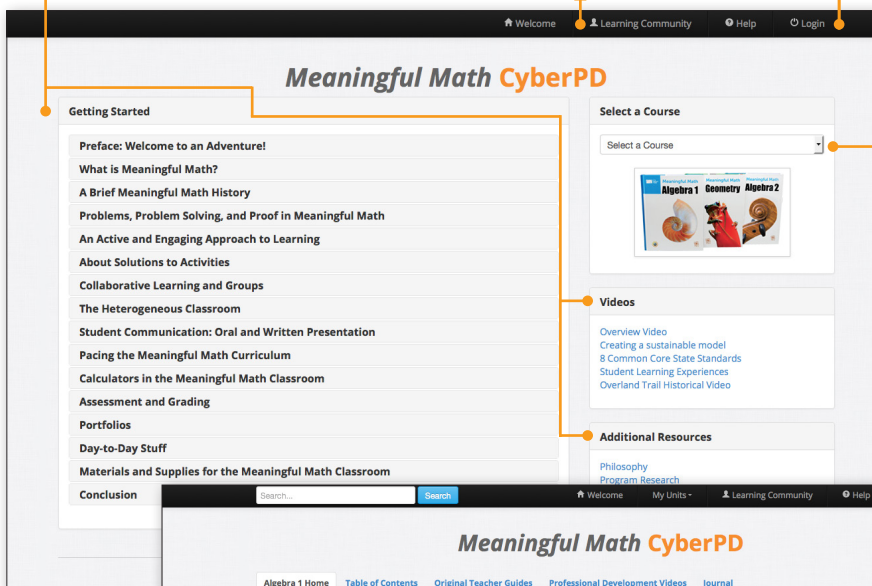 Welcome Learning Community Help Login
Meaningful Math CyberPD
Getting Started
Preface: Welcome to an Adventure!
What is Meaningful Math?
A Brief Meaningful Math History
Problems, Problem Solving, and Proof in Meaningful Math
An Active and Engaging Approach to Learning
About Solutions to Activities
Collaborative Learning and Groups
The Heterogeneous Classroom
Student Communication: Oral and Written Presentation
Pacing the Meaningful Math Curriculum
Calculators in the Meaningful Math Classroom
Assessment and Grading
Portfolios
Day-to-Day Stuff
Materials and Supplies for the Meaningful Math Classroom
Conclusion
Select a Course
Select a Course
Meaningful Math Meaningful Math Meaningful Math
Algebra 1 Geometry Algebra 2
Videos
Overview Video
Creating a sustainable model
8 Common Core State Standards
Student Learning Experiences
Overland Trail Historical Video
Additional Resources
Philosophy
Program Research
Search... Search Welcome My Units Learning Community Help
Meaningful Math CyberPD
Algebra 1 Home Table of Contents Original Teacher Guides Professional Development Videos Journal